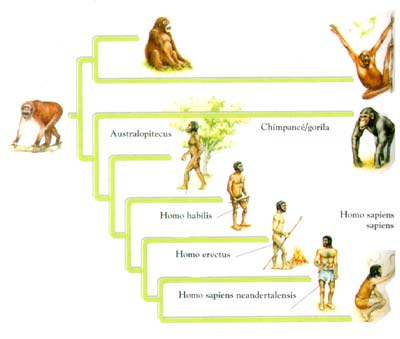 Australopitecus
Chimpancé/gorila
Homo habilis
Homo sapiens
sapiens
Homo erectus
Homo sapiens neandertalensis